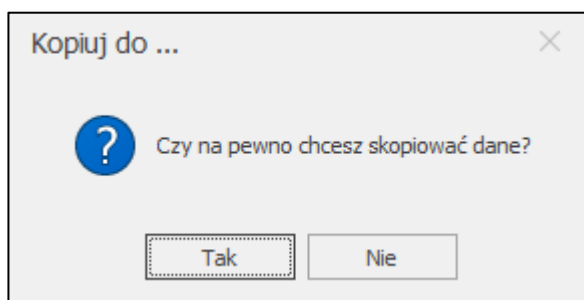 Kopiuj do ...
Czy na pewno chcesz skopiować dane?
Tak
Nie